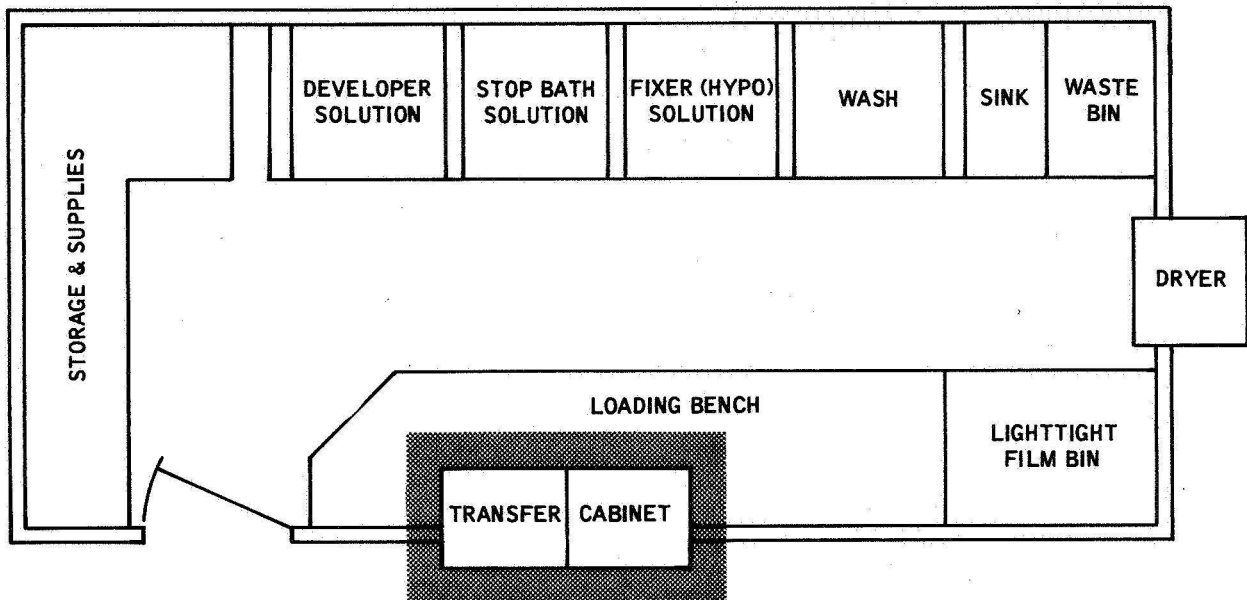 DEVELOPER
SOLUTION
STOP BATH
SOLUTION
FIXER (HYPO)
SOLUTION
WASH
SINK
WASTE
BIN
STORAGE & SUPPLIES
DRYER
LOADING BENCH
LIGHTTIGHT
FILM BIN
TRANSFER
CABINET